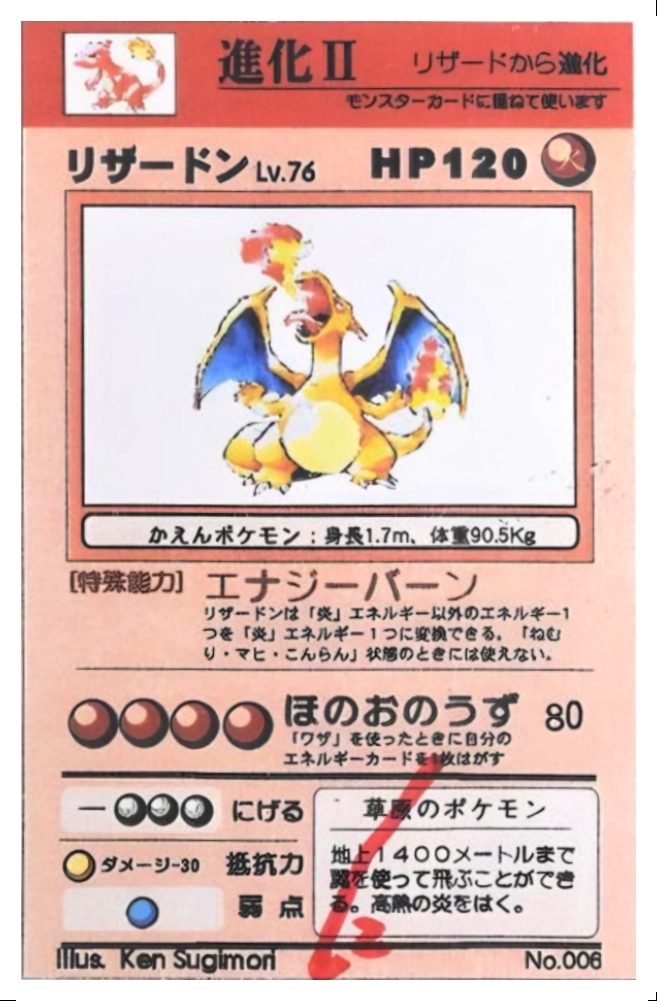 進化II リザードから進化
モンスターカードに重ねて使います
リザードン Lv.76 HP120 火
かえんポケモン：身長1.7m、体重90.5Kg
[特殊能力] エナジーバーン
リザードンは「炎」エネルギー以外のエネルギー1
つを「炎」エネルギー1つに変換できる。「ねむ
り・マヒ・こんらん」状態のときには使えない。
ほのおのうず 80
「ワザ」を使ったときに自分の
エネルギーカードを1枚はがす
ー にげる
ダメージ-30 抵抗力
弱点
草原のポケモン
地上1400メートルまで
翼を使って飛ぶことができ
る。高熱の炎をはく。
Illus. Ken Sugimori No.006